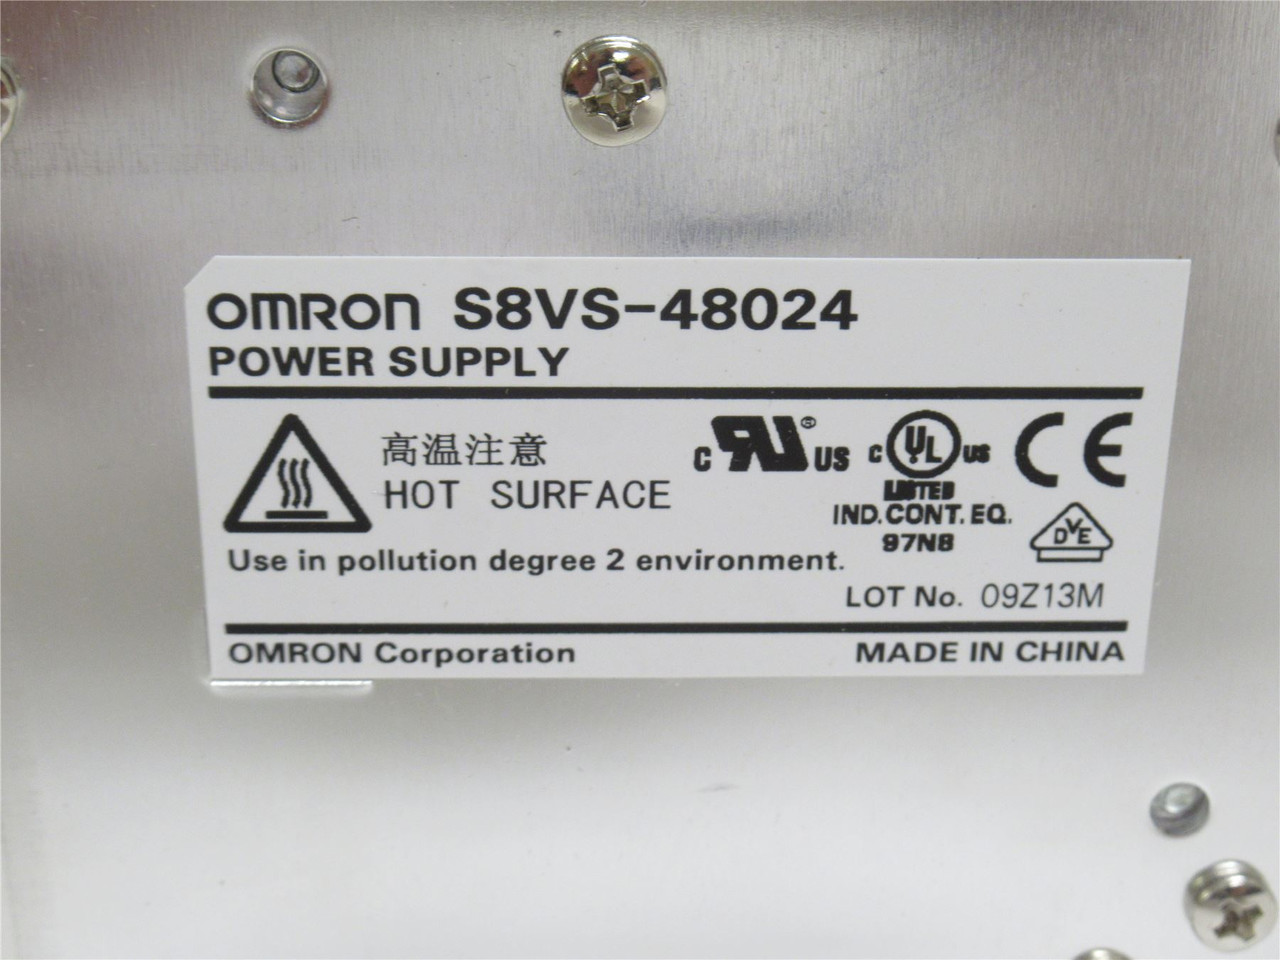 OMRON S8VS-48024
POWER SUPPLY
高温注意
HOT SURFACE
c RU ® US
c UL US
LISTED
IND. CONT. EQ.
97N8
CE
DVE
Use in pollution degree 2 environment.
LOT No. 09Z13M
OMRON Corporation
MADE IN CHINA